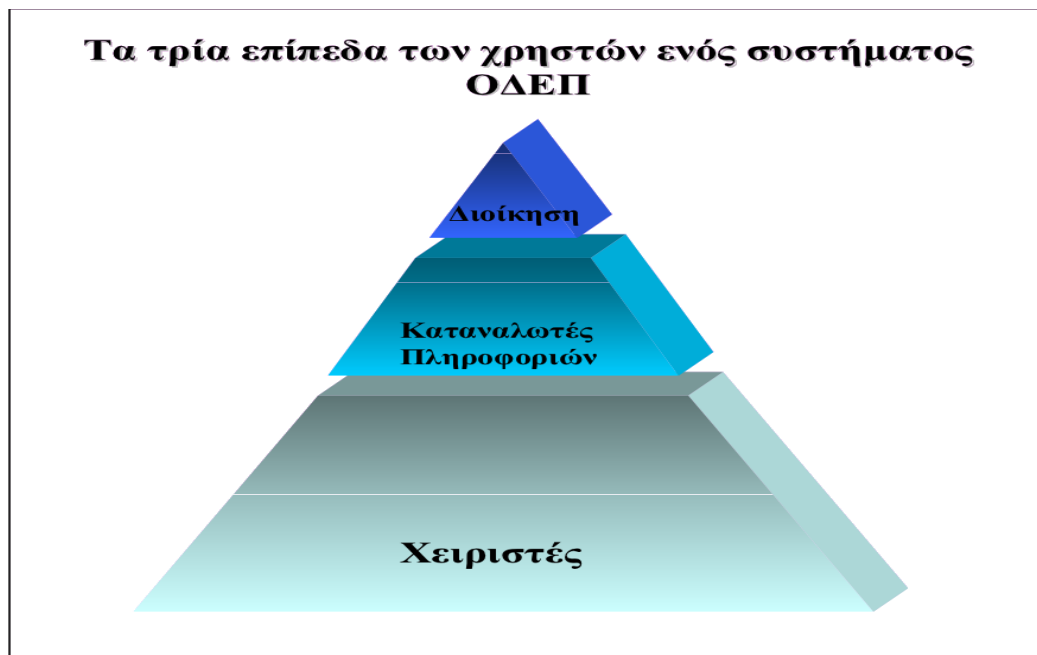 Τα τρία επίπεδα των χρηστών ενός συστήματος
ΟΔΕΠ
Διοίκηση
Καταναλωτές
Πληροφοριών
Χειριστές